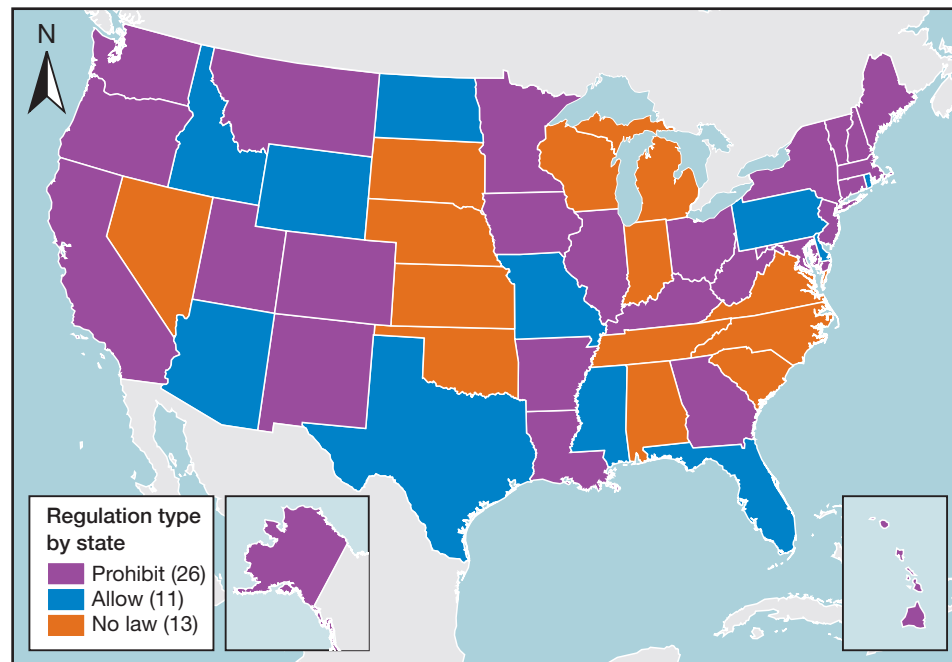 N
Regulation type
by state
Prohibit (26)
Allow (11)
No law (13)